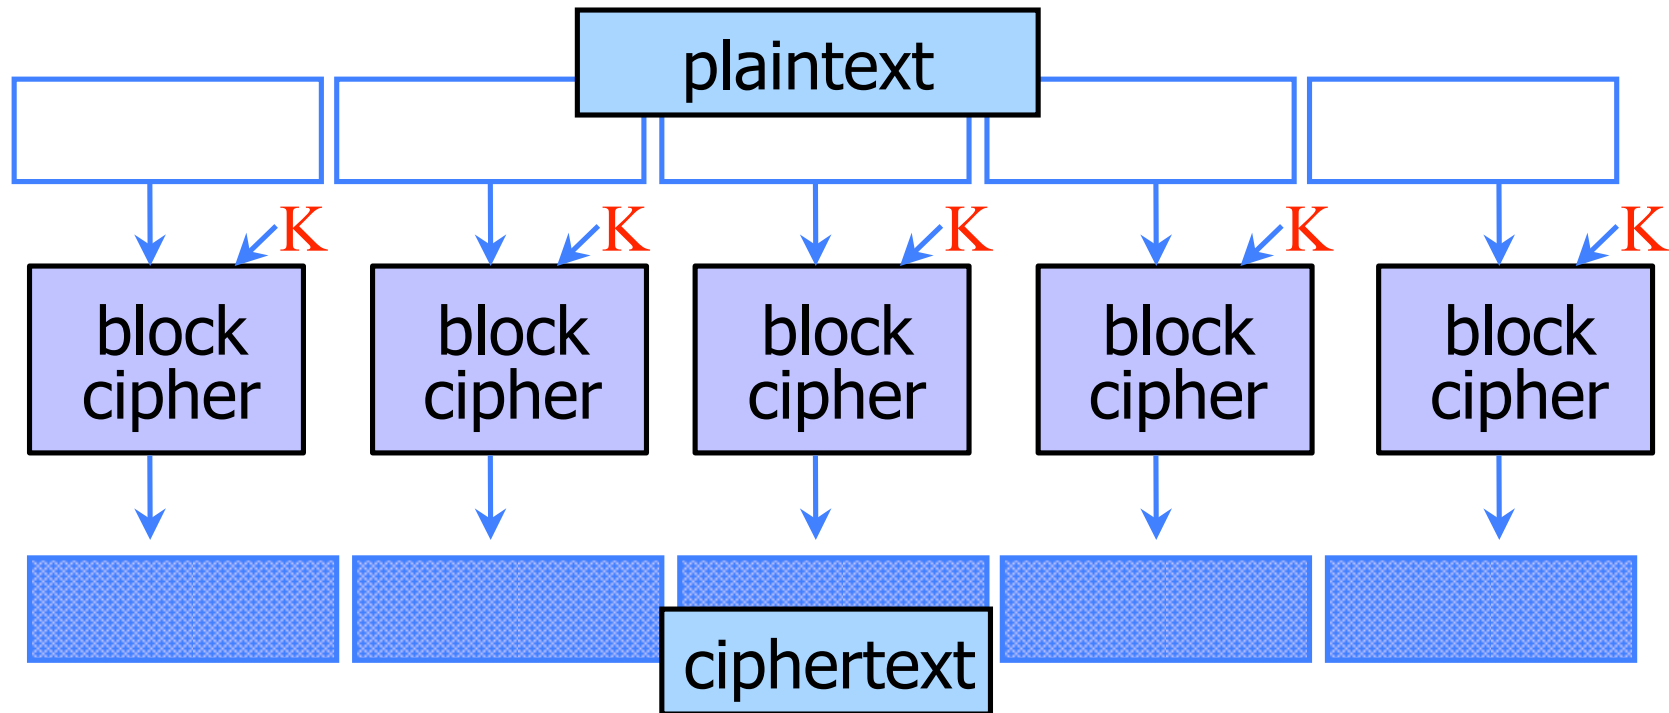 plaintext
K
K
K
K
K
block
cipher
block
cipher
block
cipher
block
cipher
block
cipher
ciphertext